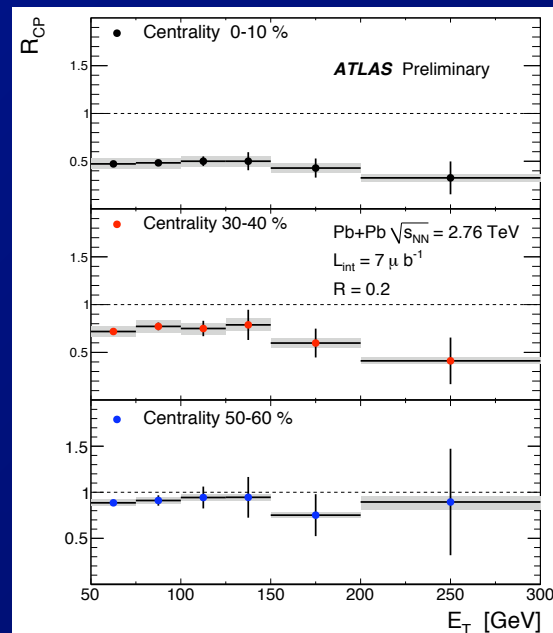 R_CP
Centrality 0-10 %
ATLAS Preliminary
1.5
1
0.5
Centrality 30-40 %
Pb+Pb √s_NN = 2.76 TeV
L_int = 7 μ b⁻¹
R = 0.2
1.5
1
0.5
Centrality 50-60 %
1.5
1
0.5
50 100 150 200 250 300
E_T [GeV]